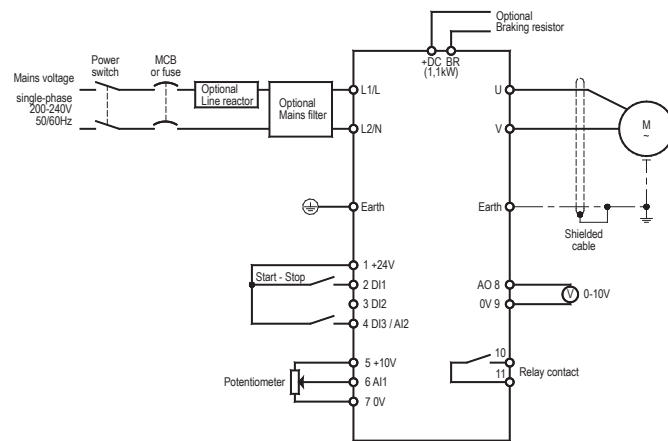 Optional
Braking resistor
+DC BR
(1,1kW)
Power
switch
MCB
or fuse
Mains voltage
single-phase
200-240V
50/60Hz
Optional
Line reactor
Optional
Mains filter
L1/L
L2/N
U
V
M
~
Earth
Earth
Shielded
cable
1 +24V
Start - Stop
2 DI1
3 DI2
4 DI3 / AI2
AO 8
0V 9
V
0-10V
5 +10V
Potentiometer
6 AI1
7 0V
10
11
Relay contact